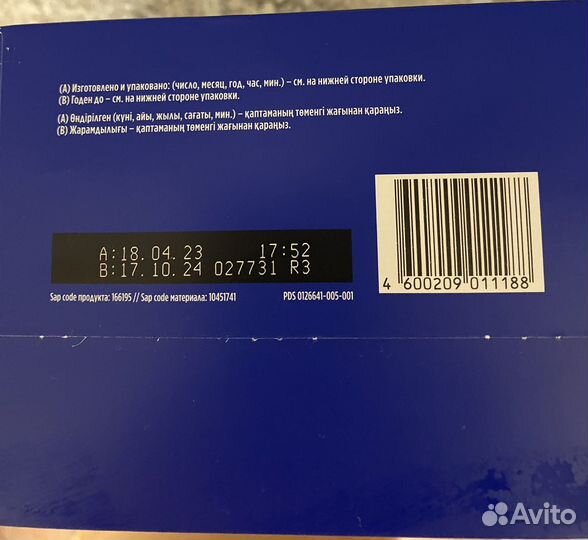 (A) Изготовлено и упаковано: (число, месяц, год, час, мин.) – см. на нижней стороне упаковки.
(B) Годен до – см. на нижней стороне упаковки.
(A) Өндірілген (күні, айы, жылы, сағаты, мин.) – қаптаманың төменгі жағынан қараңыз.
(B) Жарамдылығы – қаптаманың төменгі жағынан қараңыз.
A:18.04.23 17:52
B:17.10.24 027731 R3
Sap code продукта: 166195 // Sap code материала: 10451741
PDS 0126641-005-001
4 600209 011188
Avito